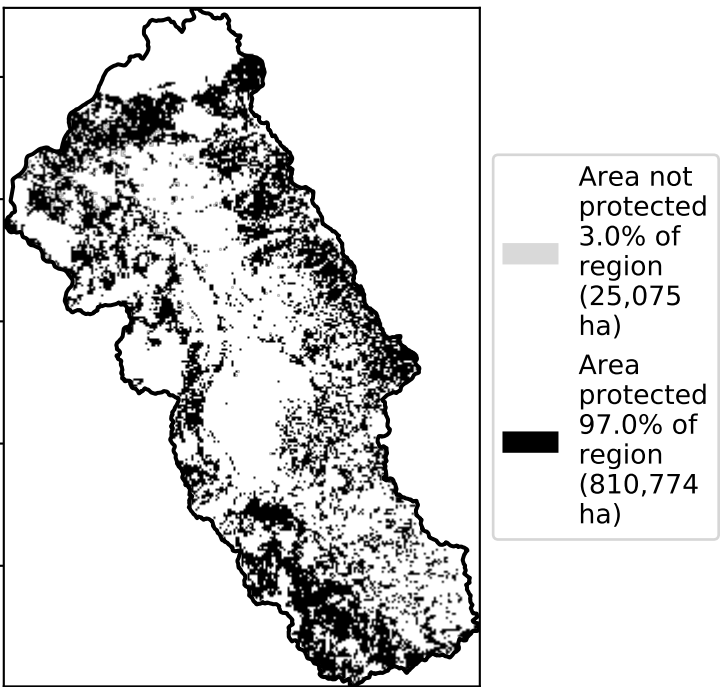 Area not
protected
3.0% of
region
(25,075
ha)
Area
protected
97.0% of
region
(810,774
ha)